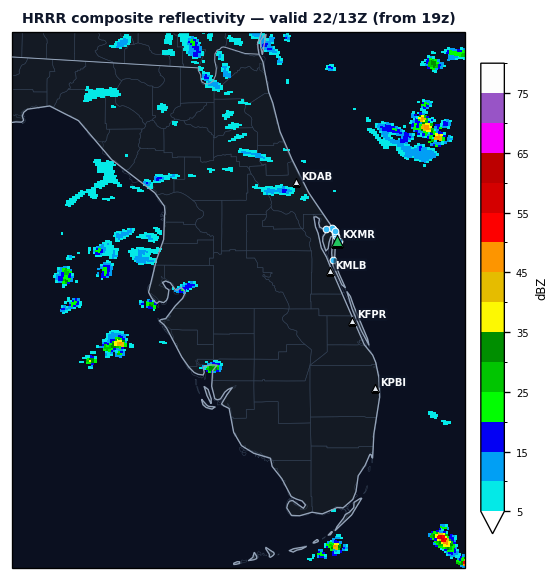 HRRR composite reflectivity — valid 22/13Z (from 19z)
KDAB
KXMR
KMLB
KFPR
KPBI
75
65
55
45
35
25
15
5
dBZ